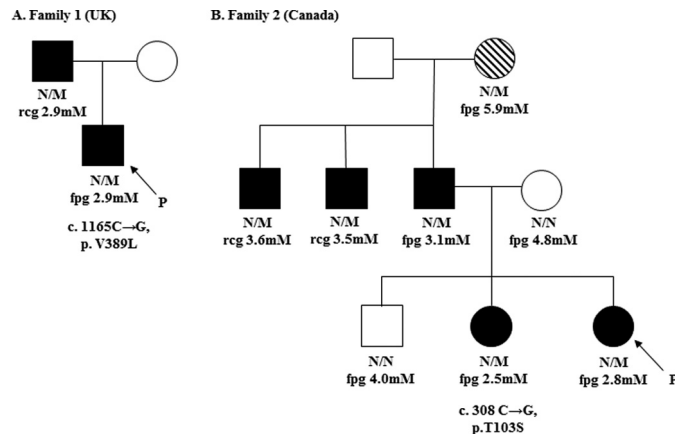 A. Family 1 (UK)
N/M
rcg 2.9mM
N/M
fpg 2.9mM
P
c. 1165C→G,
p. V389L
B. Family 2 (Canada)
N/M
fpg 5.9mM
N/M
rcg 3.6mM
N/M
rcg 3.5mM
N/M
fpg 3.1mM
N/N
fpg 4.8mM
N/N
fpg 4.0mM
N/M
fpg 2.5mM
N/M
fpg 2.8mM
P
c. 308 C→G,
p.T103S